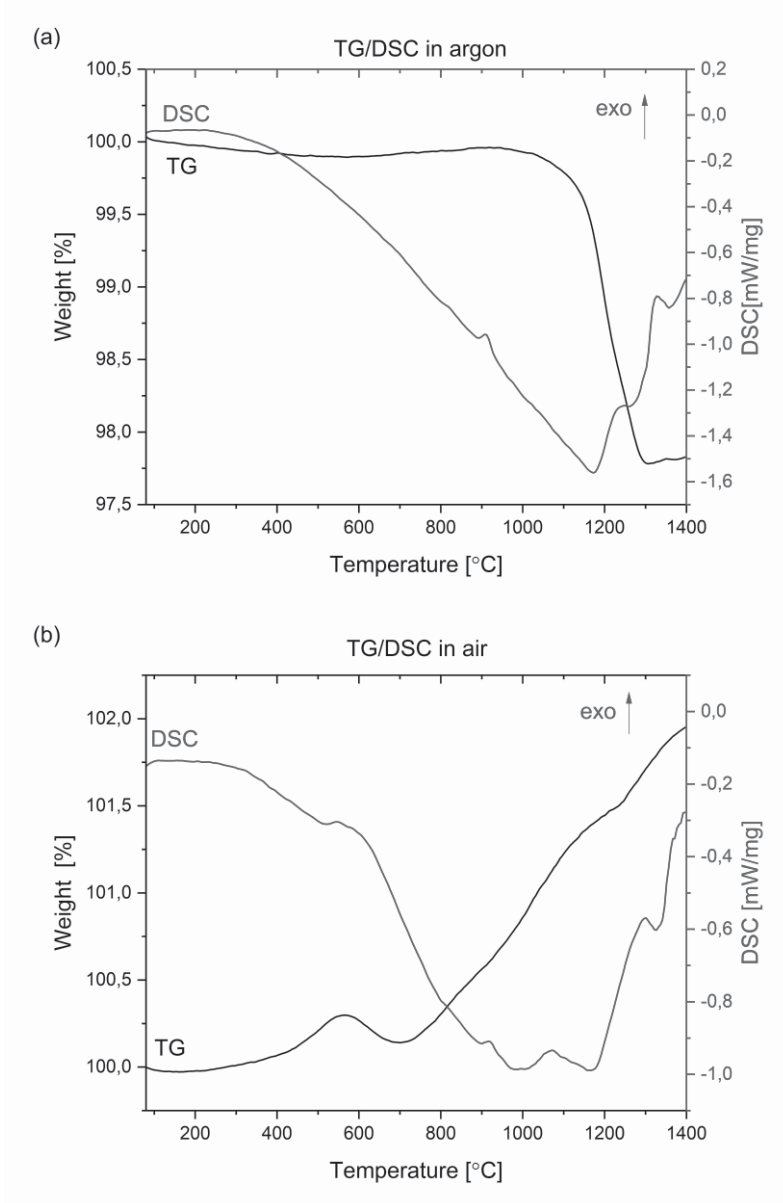 (a)
TG/DSC in argon
100,5
100,0
99,5
99,0
98,5
98,0
97,5
Weight [%]
DSC
TG
exo
0,2
0,0
-0,2
-0,4
-0,6
-0,8
-1,0
-1,2
-1,4
-1,6
DSC[mW/mg]
200 400 600 800 1000 1200 1400
Temperature [°C]
(b)
TG/DSC in air
102,0
101,5
101,0
100,5
100,0
Weight [%]
DSC
TG
exo
0,0
-0,2
-0,4
-0,6
-0,8
-1,0
DSC [mW/mg]
200 400 600 800 1000 1200 1400
Temperature [°C]